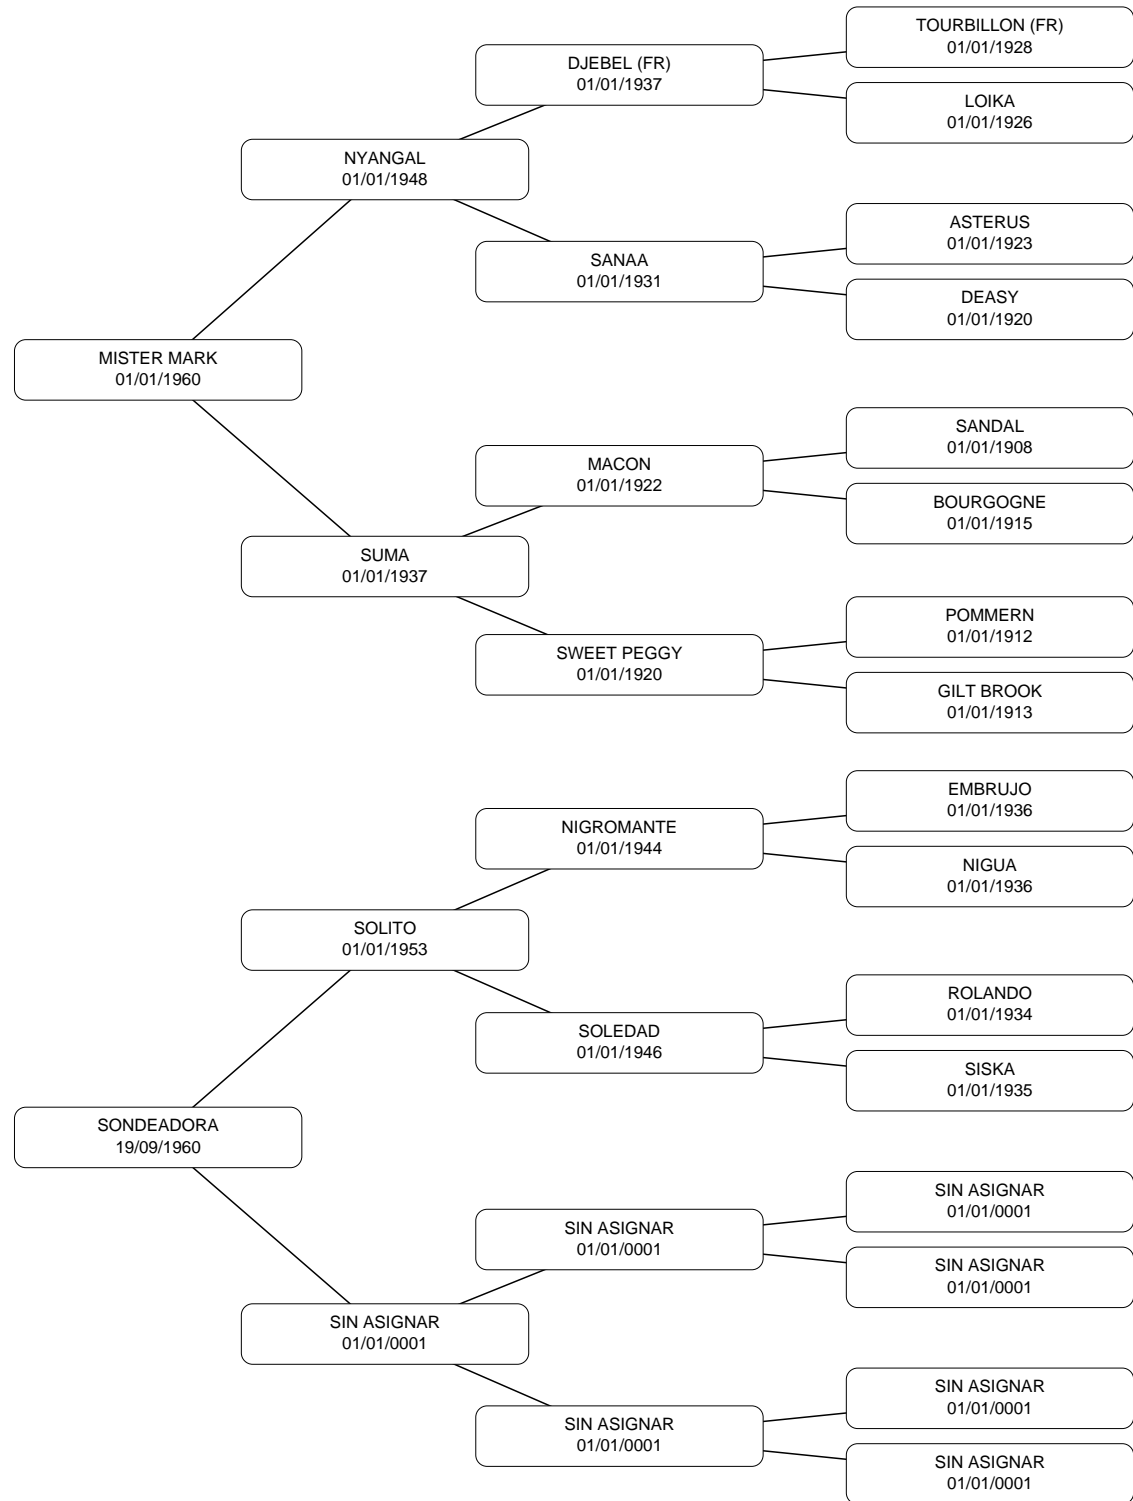 TOURBILLON (FR)
01/01/1928
DJEBEL (FR)
01/01/1937
LOIKA
01/01/1926
NYANGAL
01/01/1948
ASTERUS
01/01/1923
SANAA
01/01/1931
DEASY
01/01/1920
MISTER MARK
01/01/1960
SANDAL
01/01/1908
MACON
01/01/1922
BOURGOGNE
01/01/1915
SUMA
01/01/1937
POMMERN
01/01/1912
SWEET PEGGY
01/01/1920
GILT BROOK
01/01/1913
EMBRUJO
01/01/1936
NIGROMANTE
01/01/1944
NIGUA
01/01/1936
SOLITO
01/01/1953
ROLANDO
01/01/1934
SOLEDAD
01/01/1946
SISKA
01/01/1935
SONDEADORA
19/09/1960
SIN ASIGNAR
01/01/0001
SIN ASIGNAR
01/01/0001
SIN ASIGNAR
01/01/0001
SIN ASIGNAR
01/01/0001
SIN ASIGNAR
01/01/0001
SIN ASIGNAR
01/01/0001
SIN ASIGNAR
01/01/0001